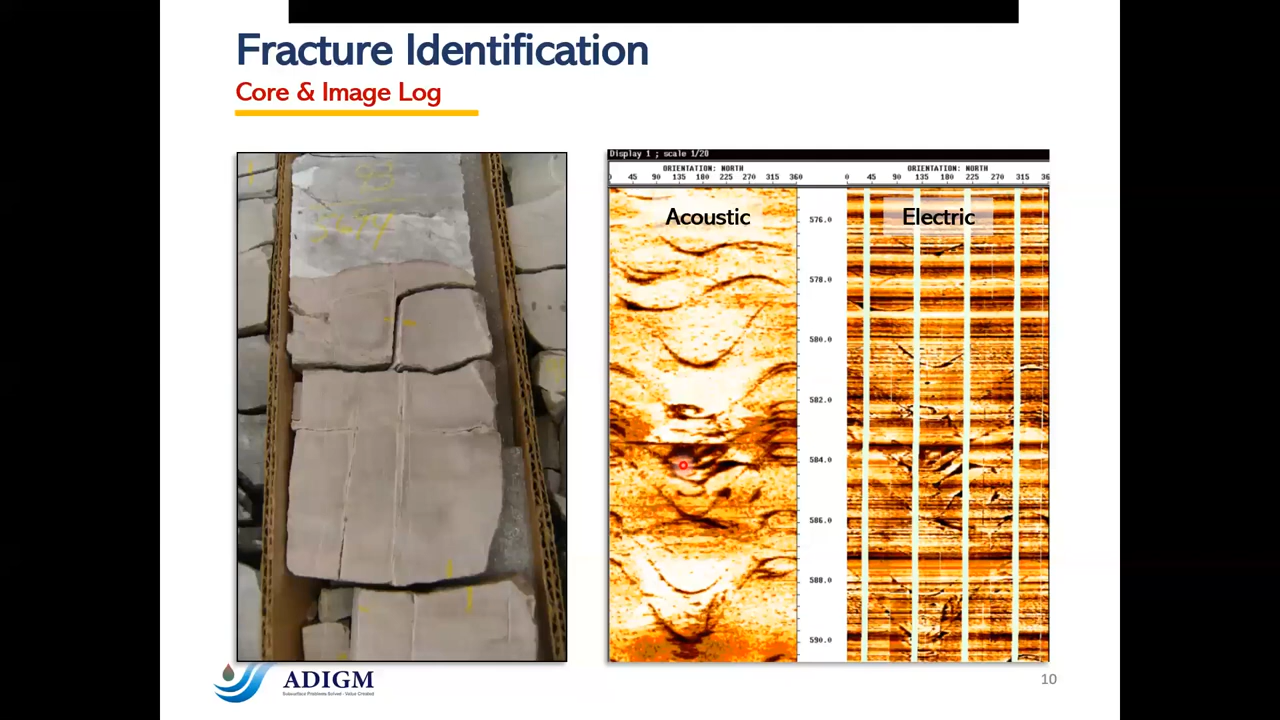 Fracture Identification
Core & Image Log
93
5694
Display 1 ; scale 1/20
ORIENTATION: NORTH
45 90 135 180 225 270 315 360
ORIENTATION: NORTH
0 45 90 135 180 225 270 315
Acoustic
Electric
576.0
578.0
580.0
582.0
584.0
586.0
588.0
590.0
ADIGM
Subsurface Problems Solved - Value Created
10